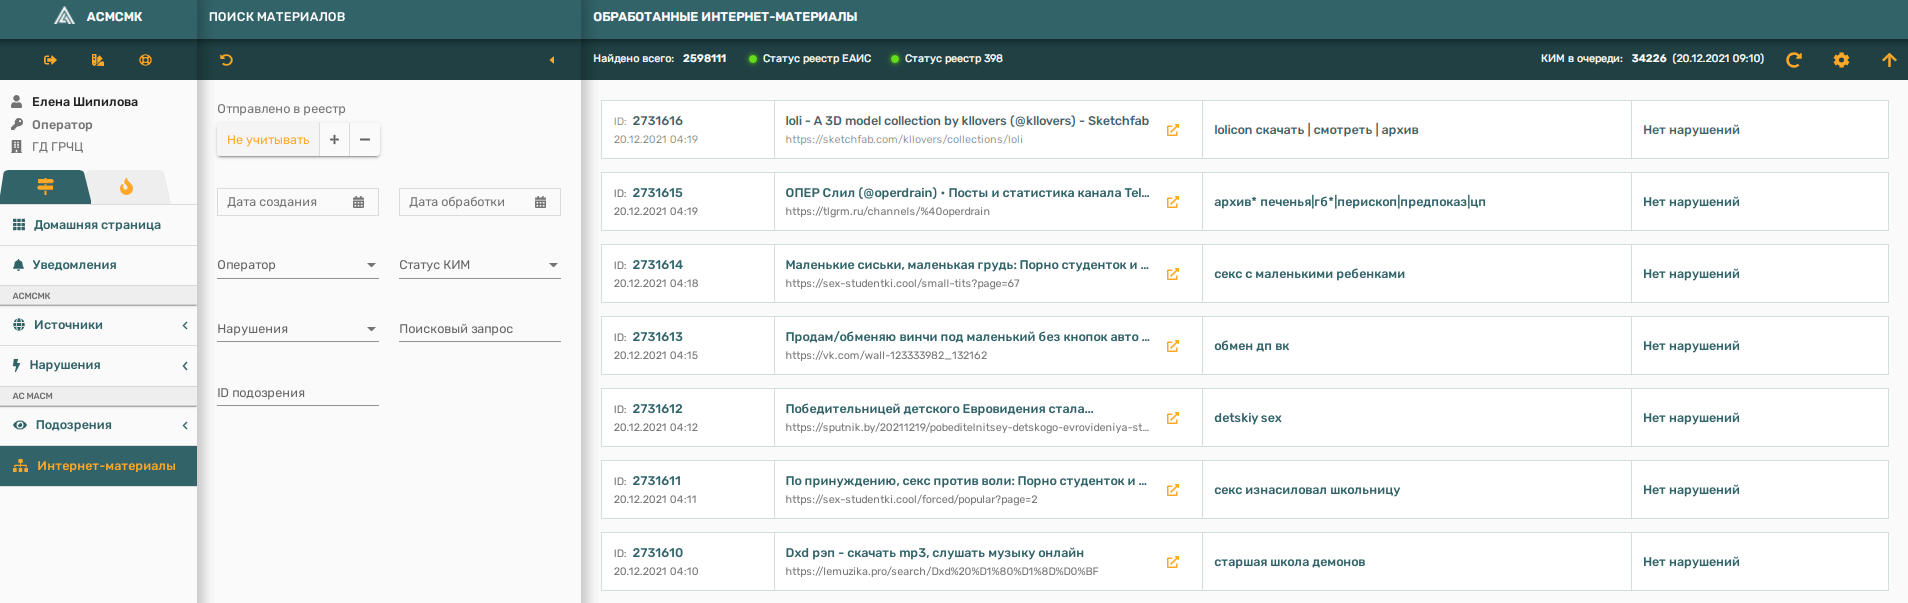 АСМСМК
Елена Шипилова
Оператор
ГД ГРЧЦ
Домашняя страница
Уведомления
АСМСМК
Источники
Нарушения
АС МАСМ
Подозрения
Интернет-материалы
ПОИСК МАТЕРИАЛОВ
Отправлено в реестр
Не учитывать + −
Дата создания Дата обработки
Оператор Статус КИМ
Нарушения Поисковый запрос
ID подозрения
ОБРАБОТАННЫЕ ИНТЕРНЕТ-МАТЕРИАЛЫ
Найдено всего: 2598111 Статус реестр ЕАИС Статус реестр 398 КИМ в очереди: 34226 (20.12.2021 09:10)
ID: 2731616 loli - A 3D model collection by kllovers (@kllovers) - Sketchfab lolicon скачать | смотреть | архив Нет нарушений
20.12.2021 04:19 https://sketchfab.com/kllovers/collections/loli
ID: 2731615 ОПЕР Слил (@operdrain) • Посты и статистика канала Tel... архив* печенья|гб*|перископ|предпоказ|цп Нет нарушений
20.12.2021 04:19 https://tlgrm.ru/channels/%40operdrain
ID: 2731614 Маленькие сиськи, маленькая грудь: Порно студенток и ... секс с маленькими ребенками Нет нарушений
20.12.2021 04:18 https://sex-studentki.cool/small-tits?page=67
ID: 2731613 Продам/обменяю винчи под маленький без кнопок авто ... обмен дп вк Нет нарушений
20.12.2021 04:15 https://vk.com/wall-123333982_132162
ID: 2731612 Победительницей детского Евровидения стала... detskiy sex Нет нарушений
20.12.2021 04:12 https://sputnik.by/20211219/pobeditelnitsey-detskogo-evrovideniya-st...
ID: 2731611 По принуждению, секс против воли: Порно студенток и ... секс изнасиловал школьницу Нет нарушений
20.12.2021 04:11 https://sex-studentki.cool/forced/popular?page=2
ID: 2731610 Dxd рэп - скачать mp3, слушать музыку онлайн старшая школа демонов Нет нарушений
20.12.2021 04:10 https://lemuzika.pro/search/Dxd%20%D1%80%D1%8D%D0%BF